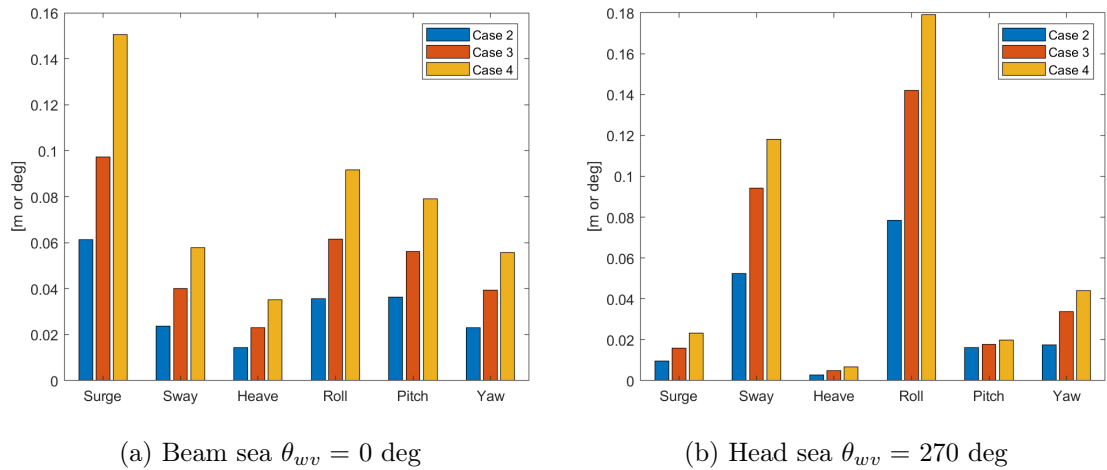 0.16
0.14
0.12
0.1
0.08
0.06
0.04
0.02
0
[m or deg]
Case 2
Case 3
Case 4
Surge Sway Heave Roll Pitch Yaw
(a) Beam sea θwv = 0 deg
0.18
0.16
0.14
0.12
0.1
0.08
0.06
0.04
0.02
0
[m or deg]
Case 2
Case 3
Case 4
Surge Sway Heave Roll Pitch Yaw
(b) Head sea θwv = 270 deg